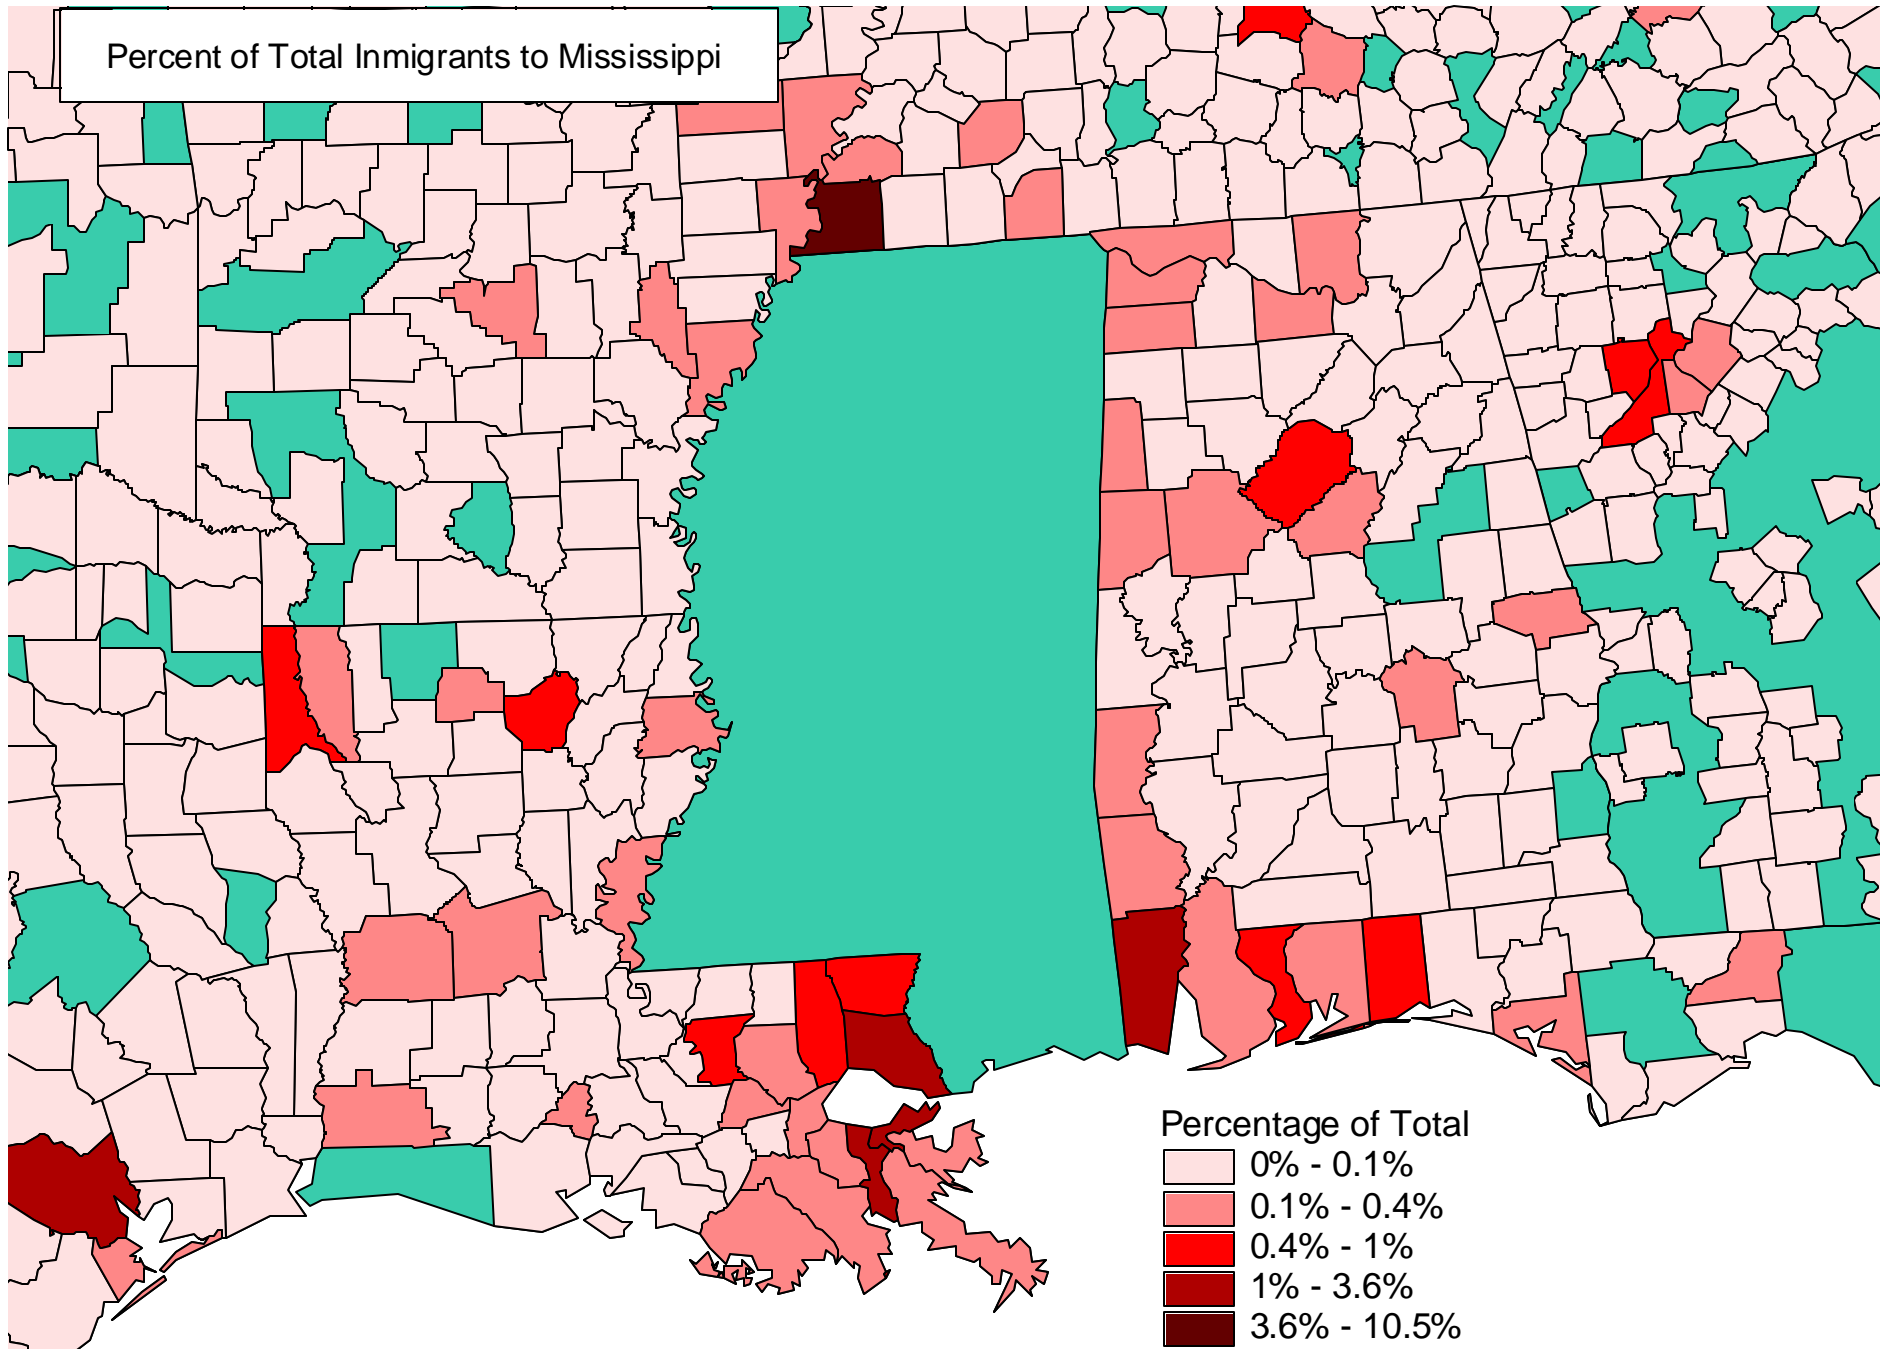 Percent of Total Inmigrants to Mississippi
Percentage of Total
0% - 0.1%
0.1% - 0.4%
0.4% - 1%
1% - 3.6%
3.6% - 10.5%